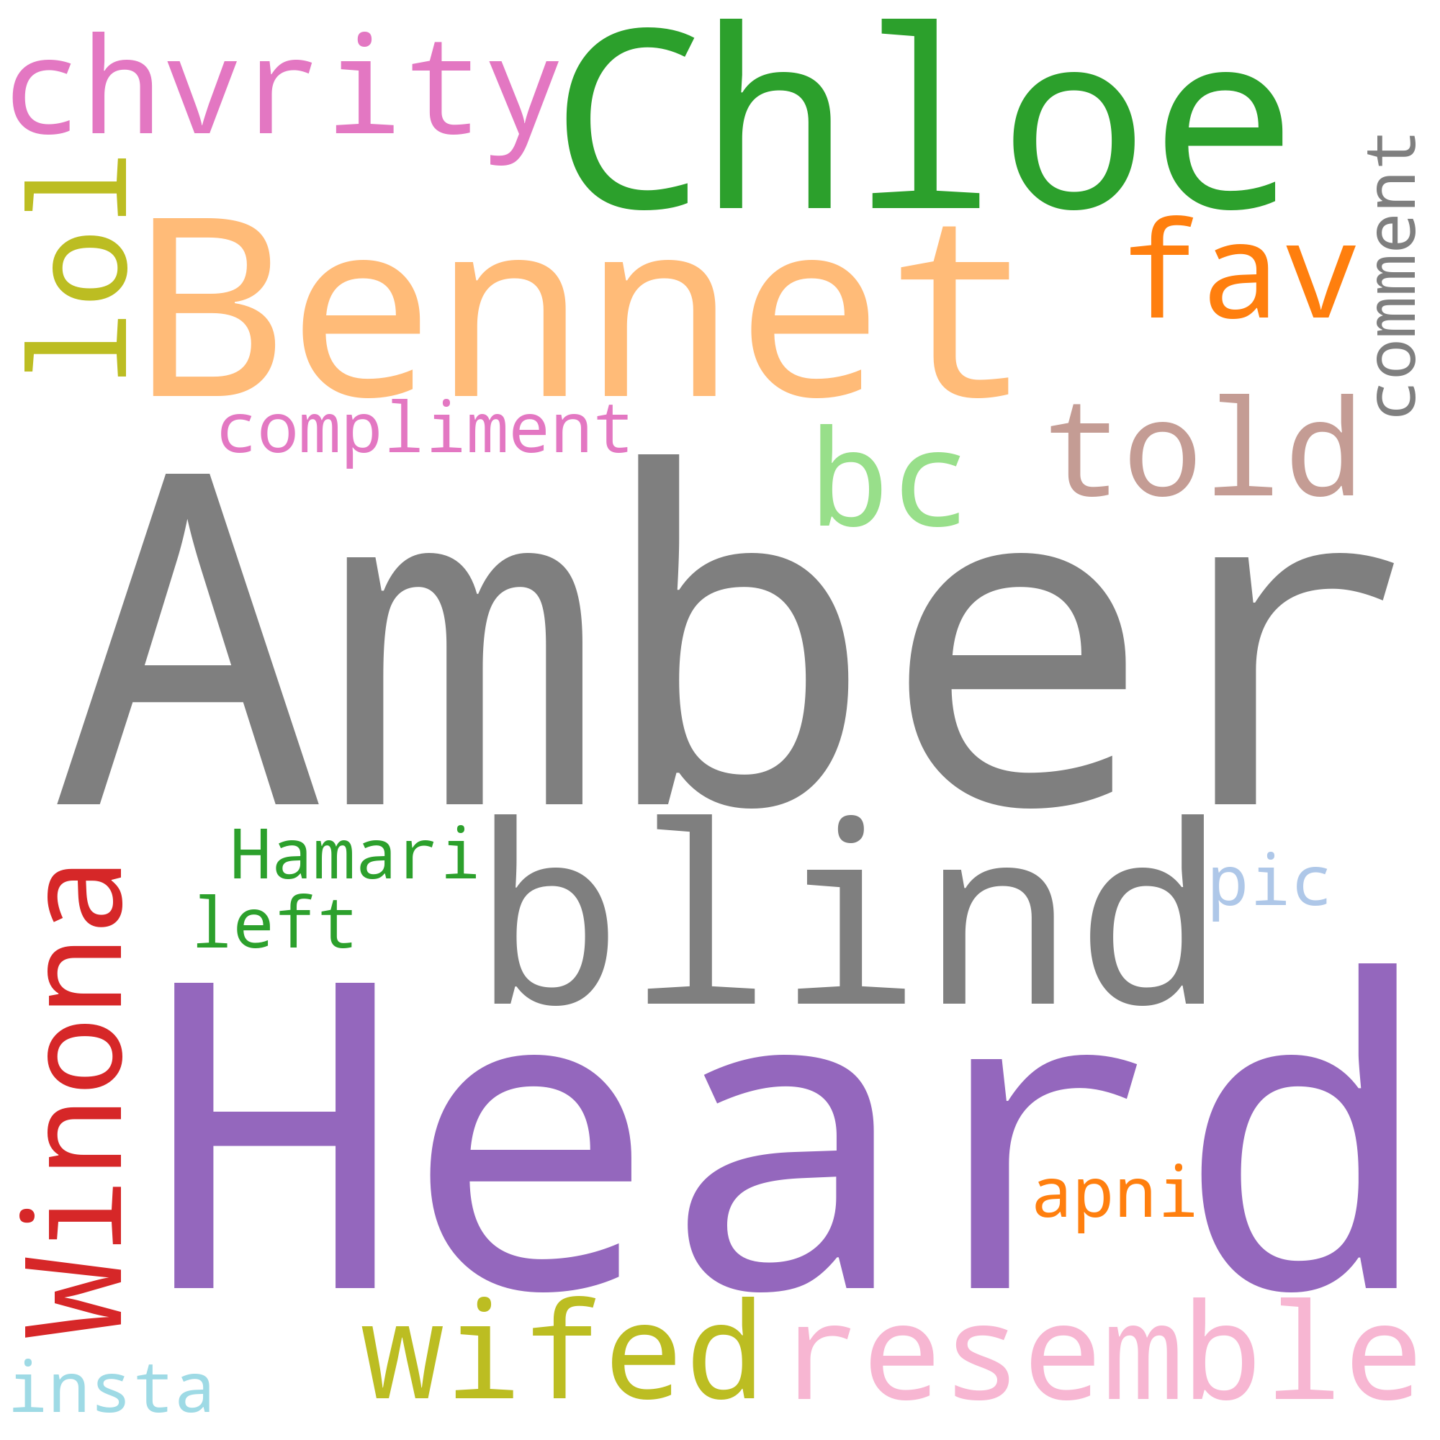 chvrity
Chloe
comment
lol
Bennet
fav
compliment
bc
told
Amber
Hamari
blind
pic
left
Winona
Heard
apni
wifed
resemble
insta